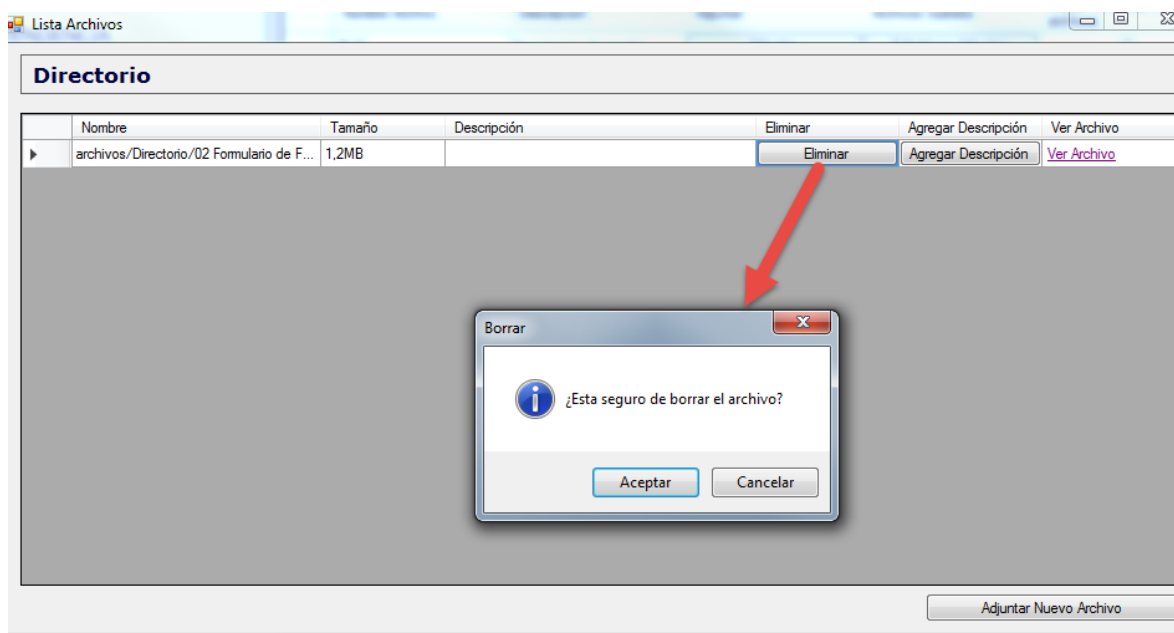 Lista Archivos
Directorio
Nombre Tamaño Descripción Eliminar Agregar Descripción Ver Archivo
archivos/Directorio/02 Formulario de F... 1,2MB Eliminar Agregar Descripción Ver Archivo
Borrar
¿Esta seguro de borrar el archivo?
Aceptar Cancelar
Adjuntar Nuevo Archivo